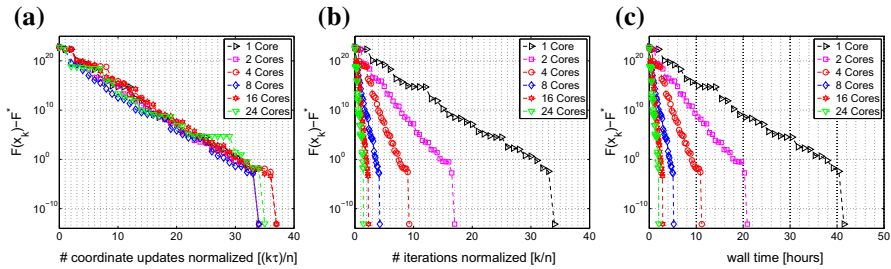 (a)
F(x_k)−F*
10^20
10^10
10^0
10^−10
0 10 20 30 40
# coordinate updates normalized [(kτ)/n]
1 Core
2 Cores
4 Cores
8 Cores
16 Cores
24 Cores
(b)
F(x_k)−F*
10^20
10^10
10^0
10^−10
0 10 20 30 40
# iterations normalized [k/n]
1 Core
2 Cores
4 Cores
8 Cores
16 Cores
24 Cores
(c)
F(x_k)−F*
10^20
10^10
10^0
10^−10
0 10 20 30 40 50
wall time [hours]
1 Core
2 Cores
4 Cores
8 Cores
16 Cores
24 Cores